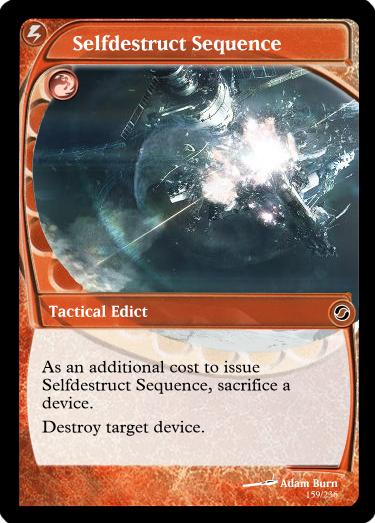 Selfdestruct Sequence
Tactical Edict
As an additional cost to issue
Selfdestruct Sequence, sacrifice a
device.
Destroy target device.
Adam Burn
159/236